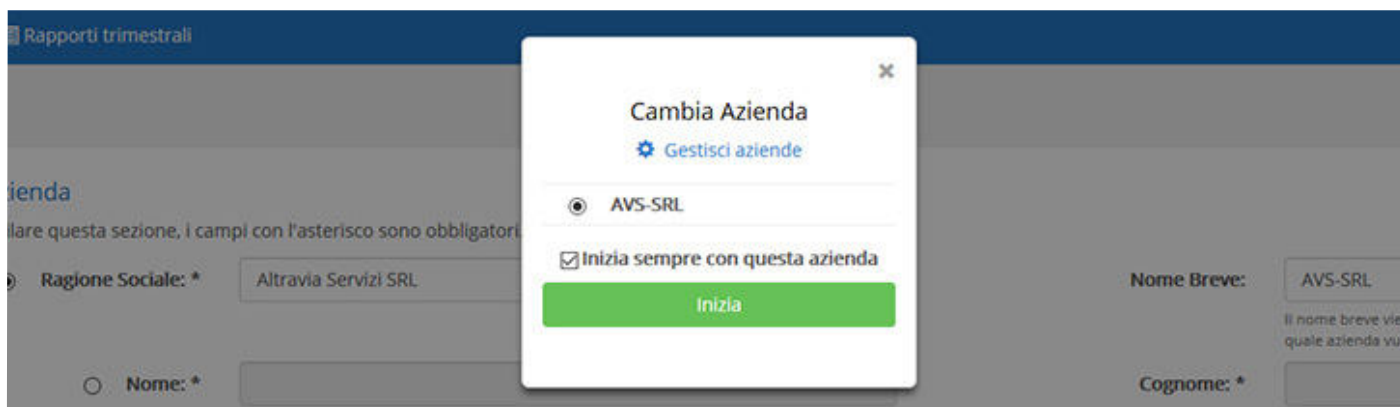 Rapporti trimestrali
Cambia Azienda
Gestisci aziende
AVS-SRL
Inizia sempre con questa azienda
Inizia
ienda
lare questa sezione, i campi con l'asterisco sono obbligatori
Ragione Sociale: * Altravia Servizi SRL Nome Breve: AVS-SRL
Il nome breve vie
quale azienda vu
Nome: * Cognome: *